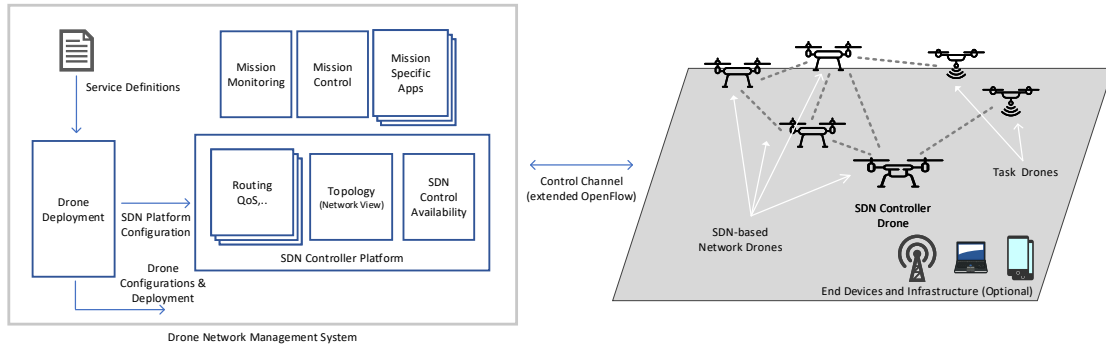 Service Definitions
Mission
Monitoring
Mission
Control
Mission
Specific
Apps
Drone
Deployment
SDN Platform
Configuration
Routing
QoS,..
Topology
(Network View)
SDN
Control
Availability
SDN Controller Platform
Drone
Configurations &
Deployment
Drone Network Management System
Control Channel
(extended OpenFlow)
Task Drones
SDN Controller
Drone
SDN-based
Network Drones
End Devices and Infrastructure (Optional)